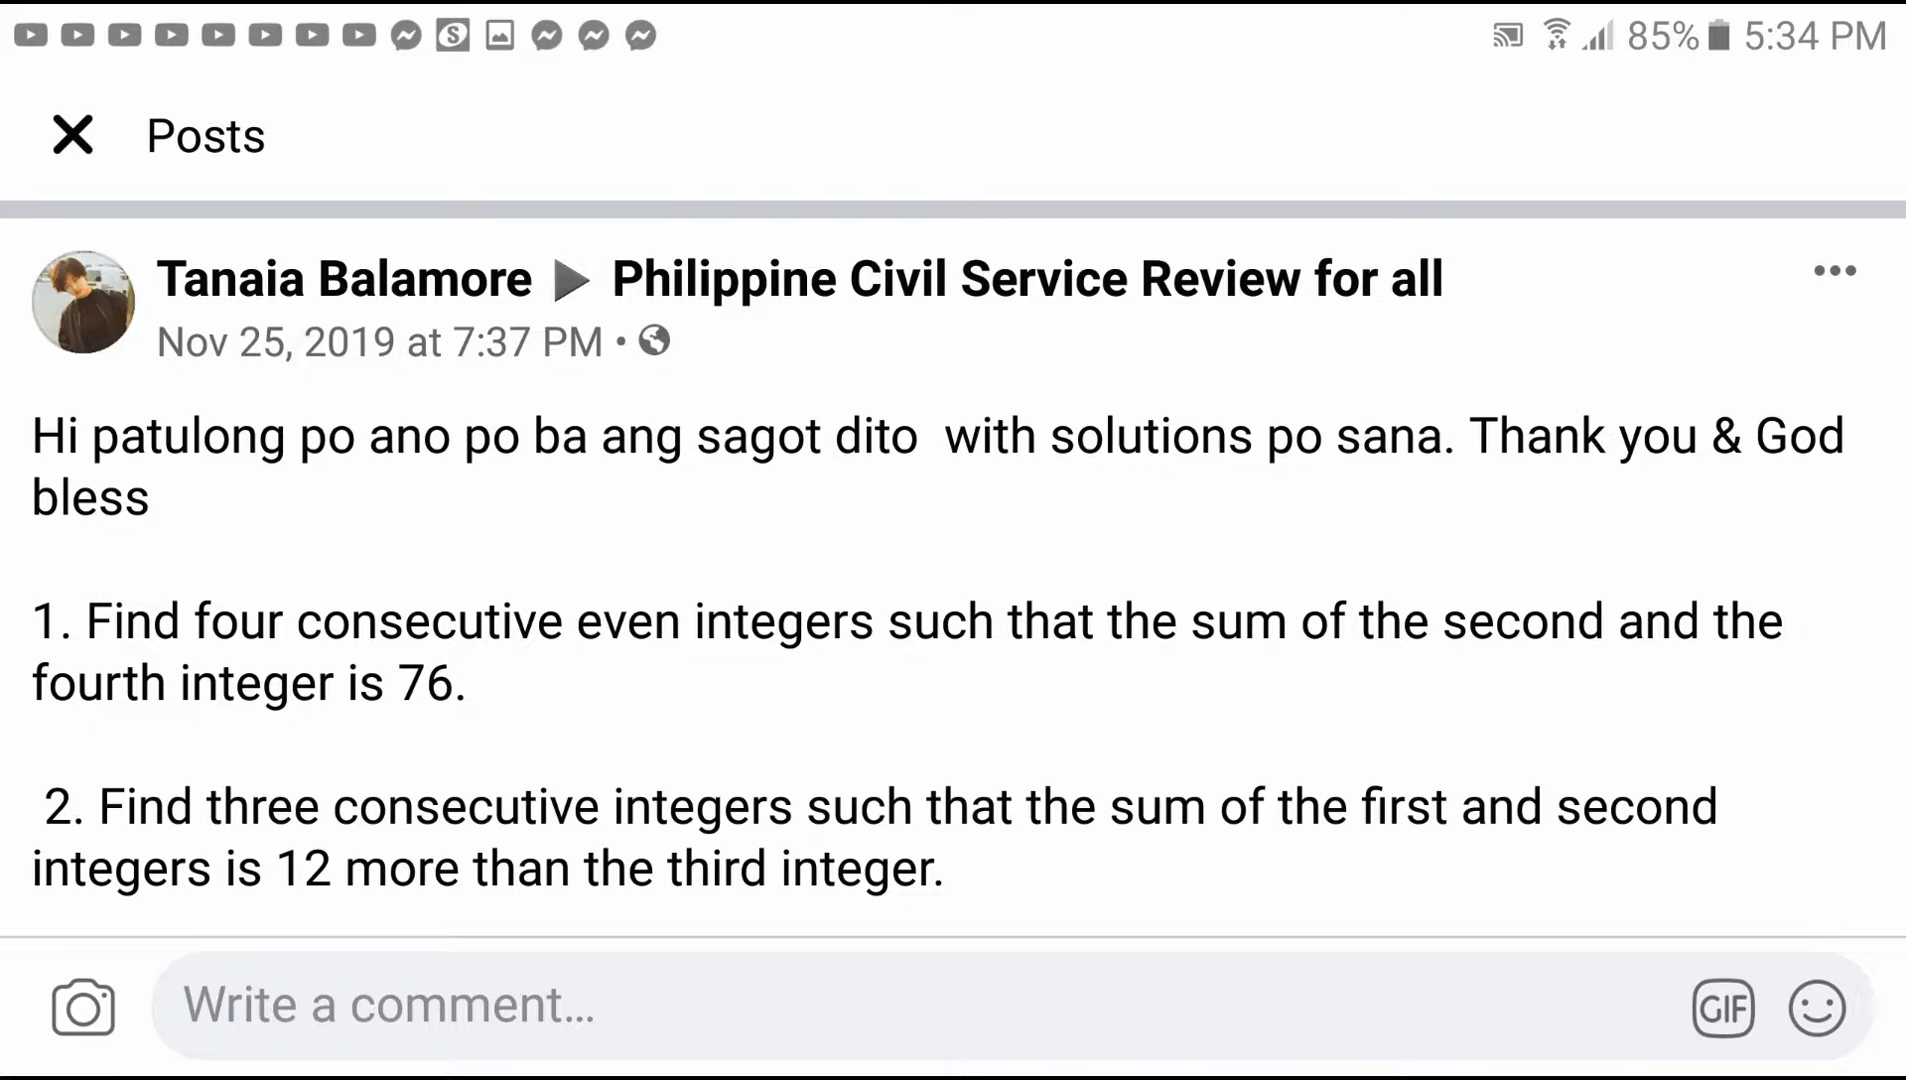 85% 5:34 PM
Posts
Tanaia Balamore ▶ Philippine Civil Service Review for all
Nov 25, 2019 at 7:37 PM •
Hi patulong po ano po ba ang sagot dito  with solutions po sana. Thank you & God
bless
1. Find four consecutive even integers such that the sum of the second and the
fourth integer is 76.
2. Find three consecutive integers such that the sum of the first and second
integers is 12 more than the third integer.
Write a comment...
GIF